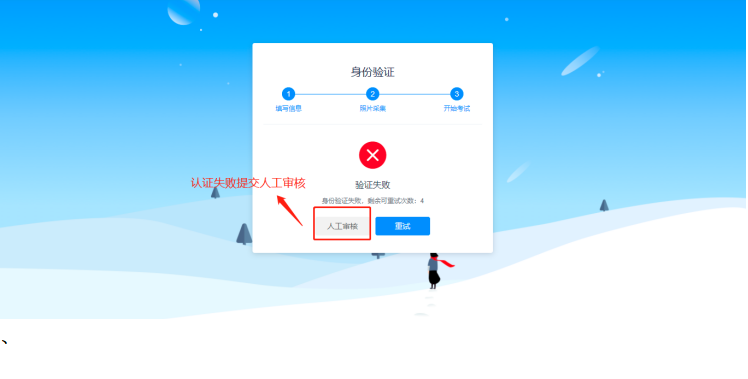 身份验证
1 2 3
填写信息 照片采集 开始考试
验证失败
认证失败提交人工审核
身份验证失败，剩余可重试次数：4
人工审核 重试
、